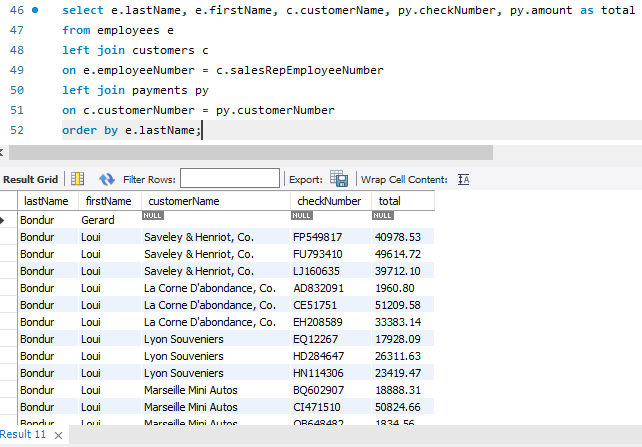 46 select e.lastName, e.firstName, c.customerName, py.checkNumber, py.amount as total
47 from employees e
48 left join customers c
49 on e.employeeNumber = c.salesRepEmployeeNumber
50 left join payments py
51 on c.customerNumber = py.customerNumber
52 order by e.lastName;
Result Grid Filter Rows: Export: Wrap Cell Content:
lastName firstName customerName checkNumber total
Bondur Gerard NULL NULL NULL
Bondur Loui Saveley & Henriot, Co. FP549817 40978.53
Bondur Loui Saveley & Henriot, Co. FU793410 49614.72
Bondur Loui Saveley & Henriot, Co. LJ160635 39712.10
Bondur Loui La Corne D'abondance, Co. AD832091 1960.80
Bondur Loui La Corne D'abondance, Co. CE51751 51209.58
Bondur Loui La Corne D'abondance, Co. EH208589 33383.14
Bondur Loui Lyon Souveniers EQ12267 17928.09
Bondur Loui Lyon Souveniers HD284647 26311.63
Bondur Loui Lyon Souveniers HN114306 23419.47
Bondur Loui Marseille Mini Autos BQ602907 18888.31
Bondur Loui Marseille Mini Autos CI471510 50824.66
Bondur Loui Marseille Mini Autos OB648482 1834.56
Result 11